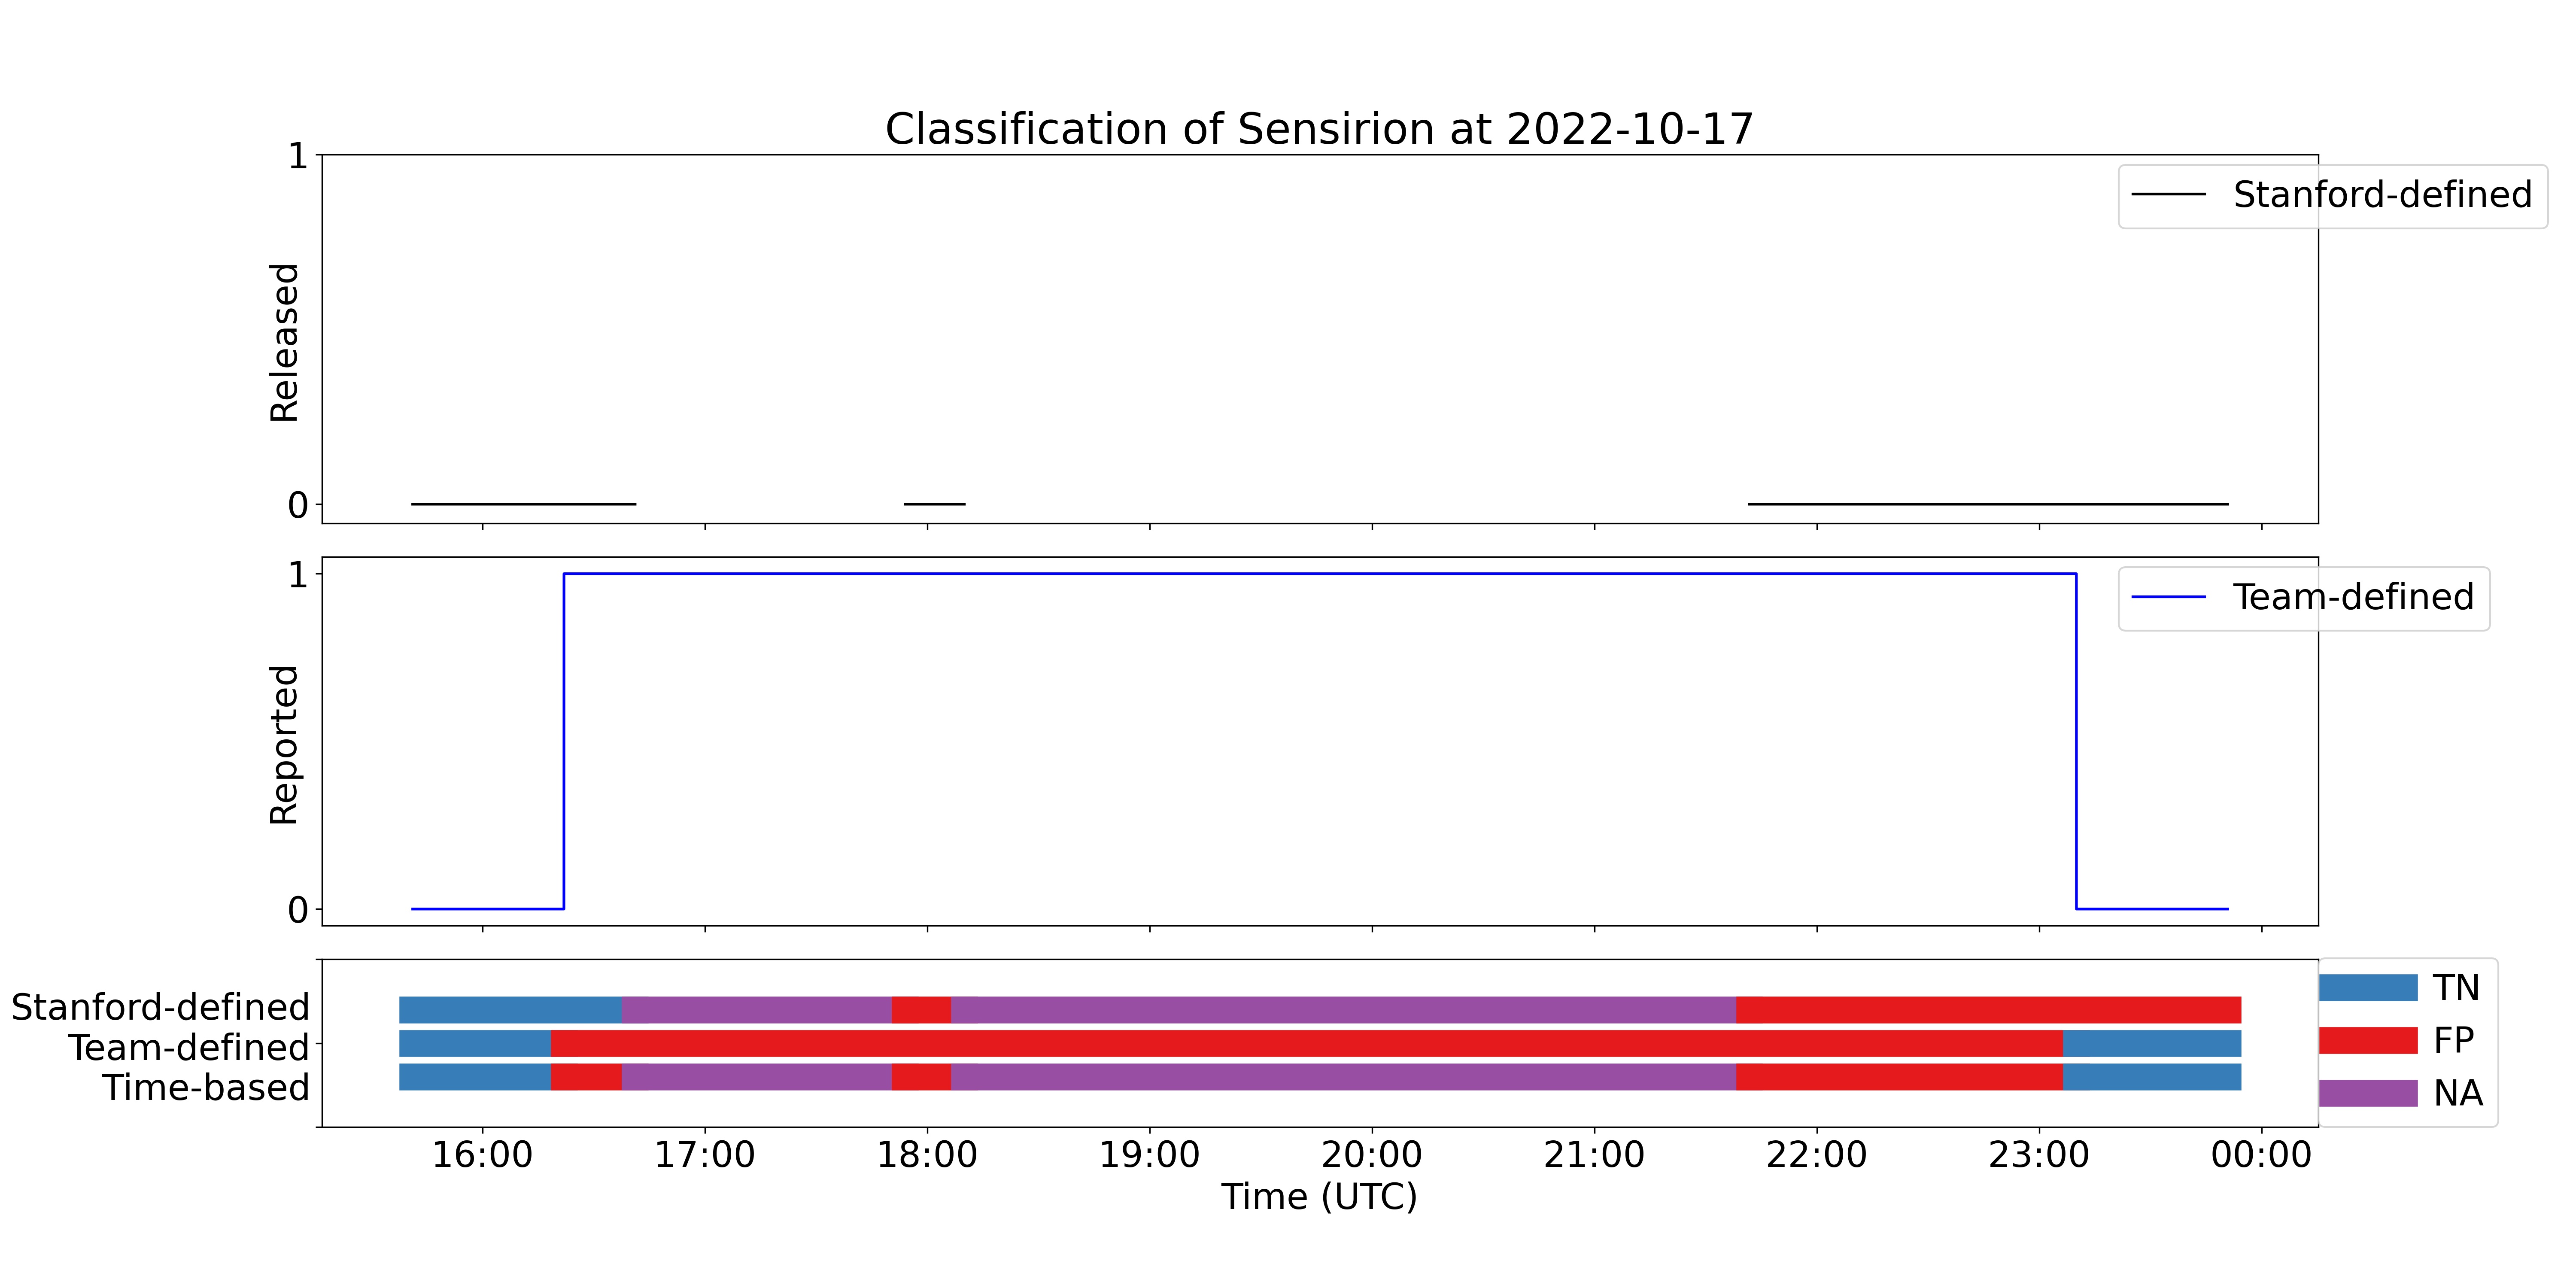 Classification of Sensirion at 2022-10-17
1
Stanford-defined
Released
0
1
Team-defined
Reported
0
Stanford-defined
Team-defined
Time-based
TN
FP
NA
16:00 17:00 18:00 19:00 20:00 21:00 22:00 23:00 00:00
Time (UTC)